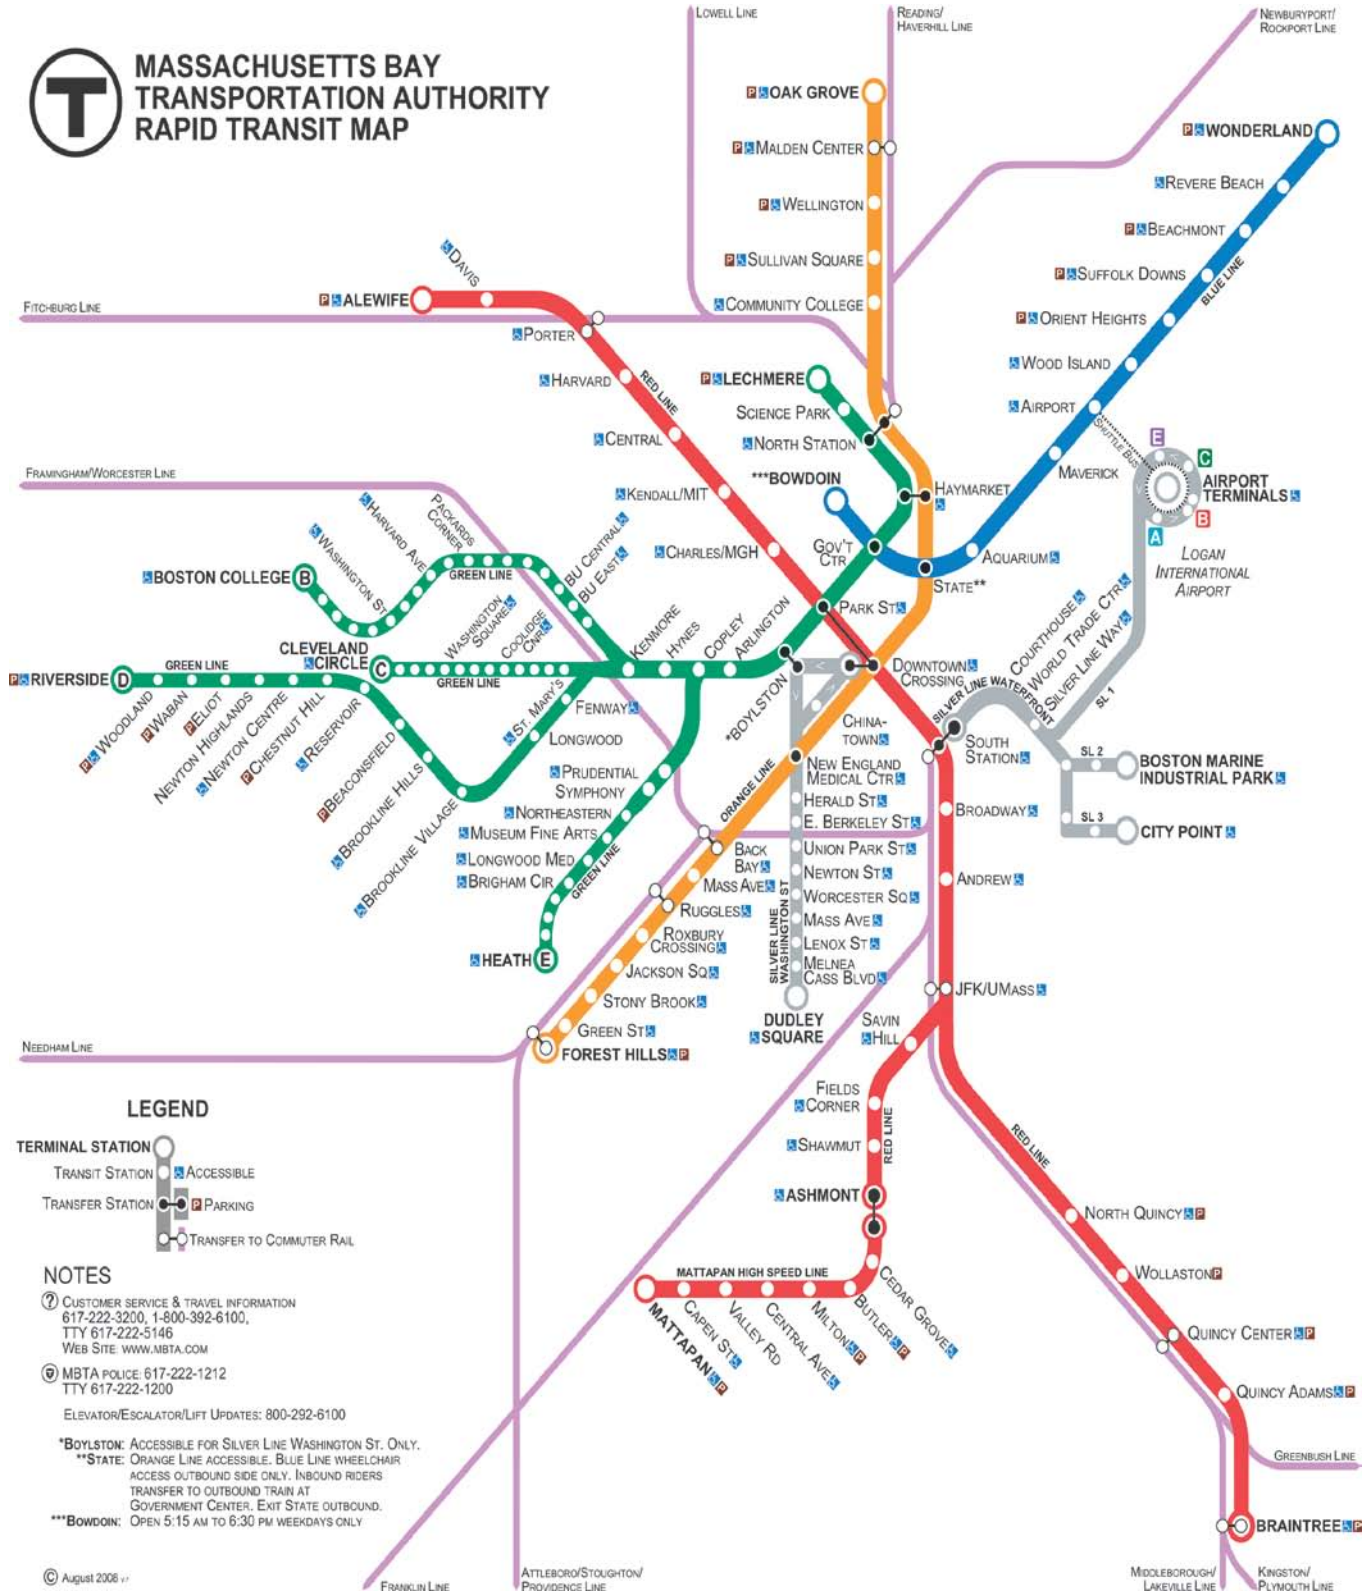 LOWELL LINE
READING/
HAVERHILL LINE
NEWBURYPORT/
ROCKPORT LINE
T
MASSACHUSETTS BAY
TRANSPORTATION AUTHORITY
RAPID TRANSIT MAP
P OAK GROVE
P WONDERLAND
P MALDEN CENTER
REVERE BEACH
P WELLINGTON
P BEACHMONT
P SULLIVAN SQUARE
P SUFFOLK DOWNS
BLUE LINE
DAVIS
P ALEWIFE
COMMUNITY COLLEGE
FITCHBURG LINE
P ORIENT HEIGHTS
PORTER
WOOD ISLAND
HARVARD
RED LINE
P LECHMERE
SCIENCE PARK
AIRPORT
SHUTTLE BUS
CENTRAL
NORTH STATION
E
C
MAVERICK
FRAMINGHAM/WORCESTER LINE
***BOWDOIN
AIRPORT
TERMINALS
KENDALL/MIT
HAYMARKET
B
A
HARVARD AVE
PACKARDS
CORNER
WASHINGTON ST
BU CENTRAL
BU EAST
CHARLES/MGH
GOV'T
CTR
AQUARIUM
LOGAN
INTERNATIONAL
AIRPORT
BOSTON COLLEGE
B
GREEN LINE
STATE**
PARK ST
WASHINGTON
SQUARE
COOLIDGE
CNR
KENMORE
HYNES
COPLEY
ARLINGTON
COURTHOUSE
WORLD TRADE CTR
SILVER LINE WAY
CLEVELAND
CIRCLE
C
GREEN LINE
P RIVERSIDE
D
GREEN LINE
DOWNTOWN
CROSSING
SILVER LINE WATERFRONT
SL 1
P WOODLAND
P WABAN
P ELIOT
NEWTON HIGHLANDS
NEWTON CENTRE
P CHESTNUT HILL
RESERVOIR
P BEACONSFIELD
BROOKLINE HILLS
BROOKLINE VILLAGE
ST. MARY'S
FENWAY
LONGWOOD
*BOYLSTON
CHINA-
TOWN
SOUTH
STATION
SL 2
BOSTON MARINE
INDUSTRIAL PARK
PRUDENTIAL
SYMPHONY
NEW ENGLAND
MEDICAL CTR
ORANGE LINE
NORTHEASTERN
HERALD ST
BROADWAY
SL 3
CITY POINT
MUSEUM FINE ARTS
E. BERKELEY ST
LONGWOOD MED
GREEN LINE
BACK
BAY
UNION PARK ST
BRIGHAM CIR
MASS AVE
NEWTON ST
ANDREW
RUGGLES
WORCESTER SQ
ROXBURY
CROSSING
MASS AVE
HEATH
E
SILVER LINE
WASHINGTON ST
LENOX ST
JACKSON SQ
MELNEA
CASS BLVD
STONY BROOK
JFK/UMASS
GREEN ST
DUDLEY
SQUARE
SAVIN
HILL
NEEDHAM LINE
FOREST HILLS P
LEGEND
FIELDS
CORNER
TERMINAL STATION
RED LINE
RED LINE
TRANSIT STATION
ACCESSIBLE
SHAWMUT
TRANSFER STATION
P PARKING
ASHMONT
TRANSFER TO COMMUTER RAIL
NORTH QUINCY P
MATTAPAN HIGH SPEED LINE
WOLLASTON P
MATTAPAN P
CAPEN ST
VALLEY RD
CENTRAL AVE
MILTON P
BUTLER P
CEDAR GROVE
NOTES
? CUSTOMER SERVICE & TRAVEL INFORMATION
617-222-3200, 1-800-392-6100,
TTY 617-222-5146
WEB SITE: WWW.MBTA.COM
QUINCY CENTER P
MBTA POLICE: 617-222-1212
TTY 617-222-1200
QUINCY ADAMS P
ELEVATOR/ESCALATOR/LIFT UPDATES: 800-292-6100
*BOYLSTON: ACCESSIBLE FOR SILVER LINE WASHINGTON ST. ONLY.
**STATE: ORANGE LINE ACCESSIBLE. BLUE LINE WHEELCHAIR
ACCESS OUTBOUND SIDE ONLY. INBOUND RIDERS
TRANSFER TO OUTBOUND TRAIN AT
GOVERNMENT CENTER. EXIT STATE OUTBOUND.
***BOWDOIN: OPEN 5:15 AM TO 6:30 PM WEEKDAYS ONLY
GREENBUSH LINE
BRAINTREE P
© August 2008
FRANKLIN LINE
ATTLEBORO/STOUGHTON/
PROVIDENCE LINE
MIDDLEBOROUGH/
LAKEVILLE LINE
KINGSTON/
PLYMOUTH LINE